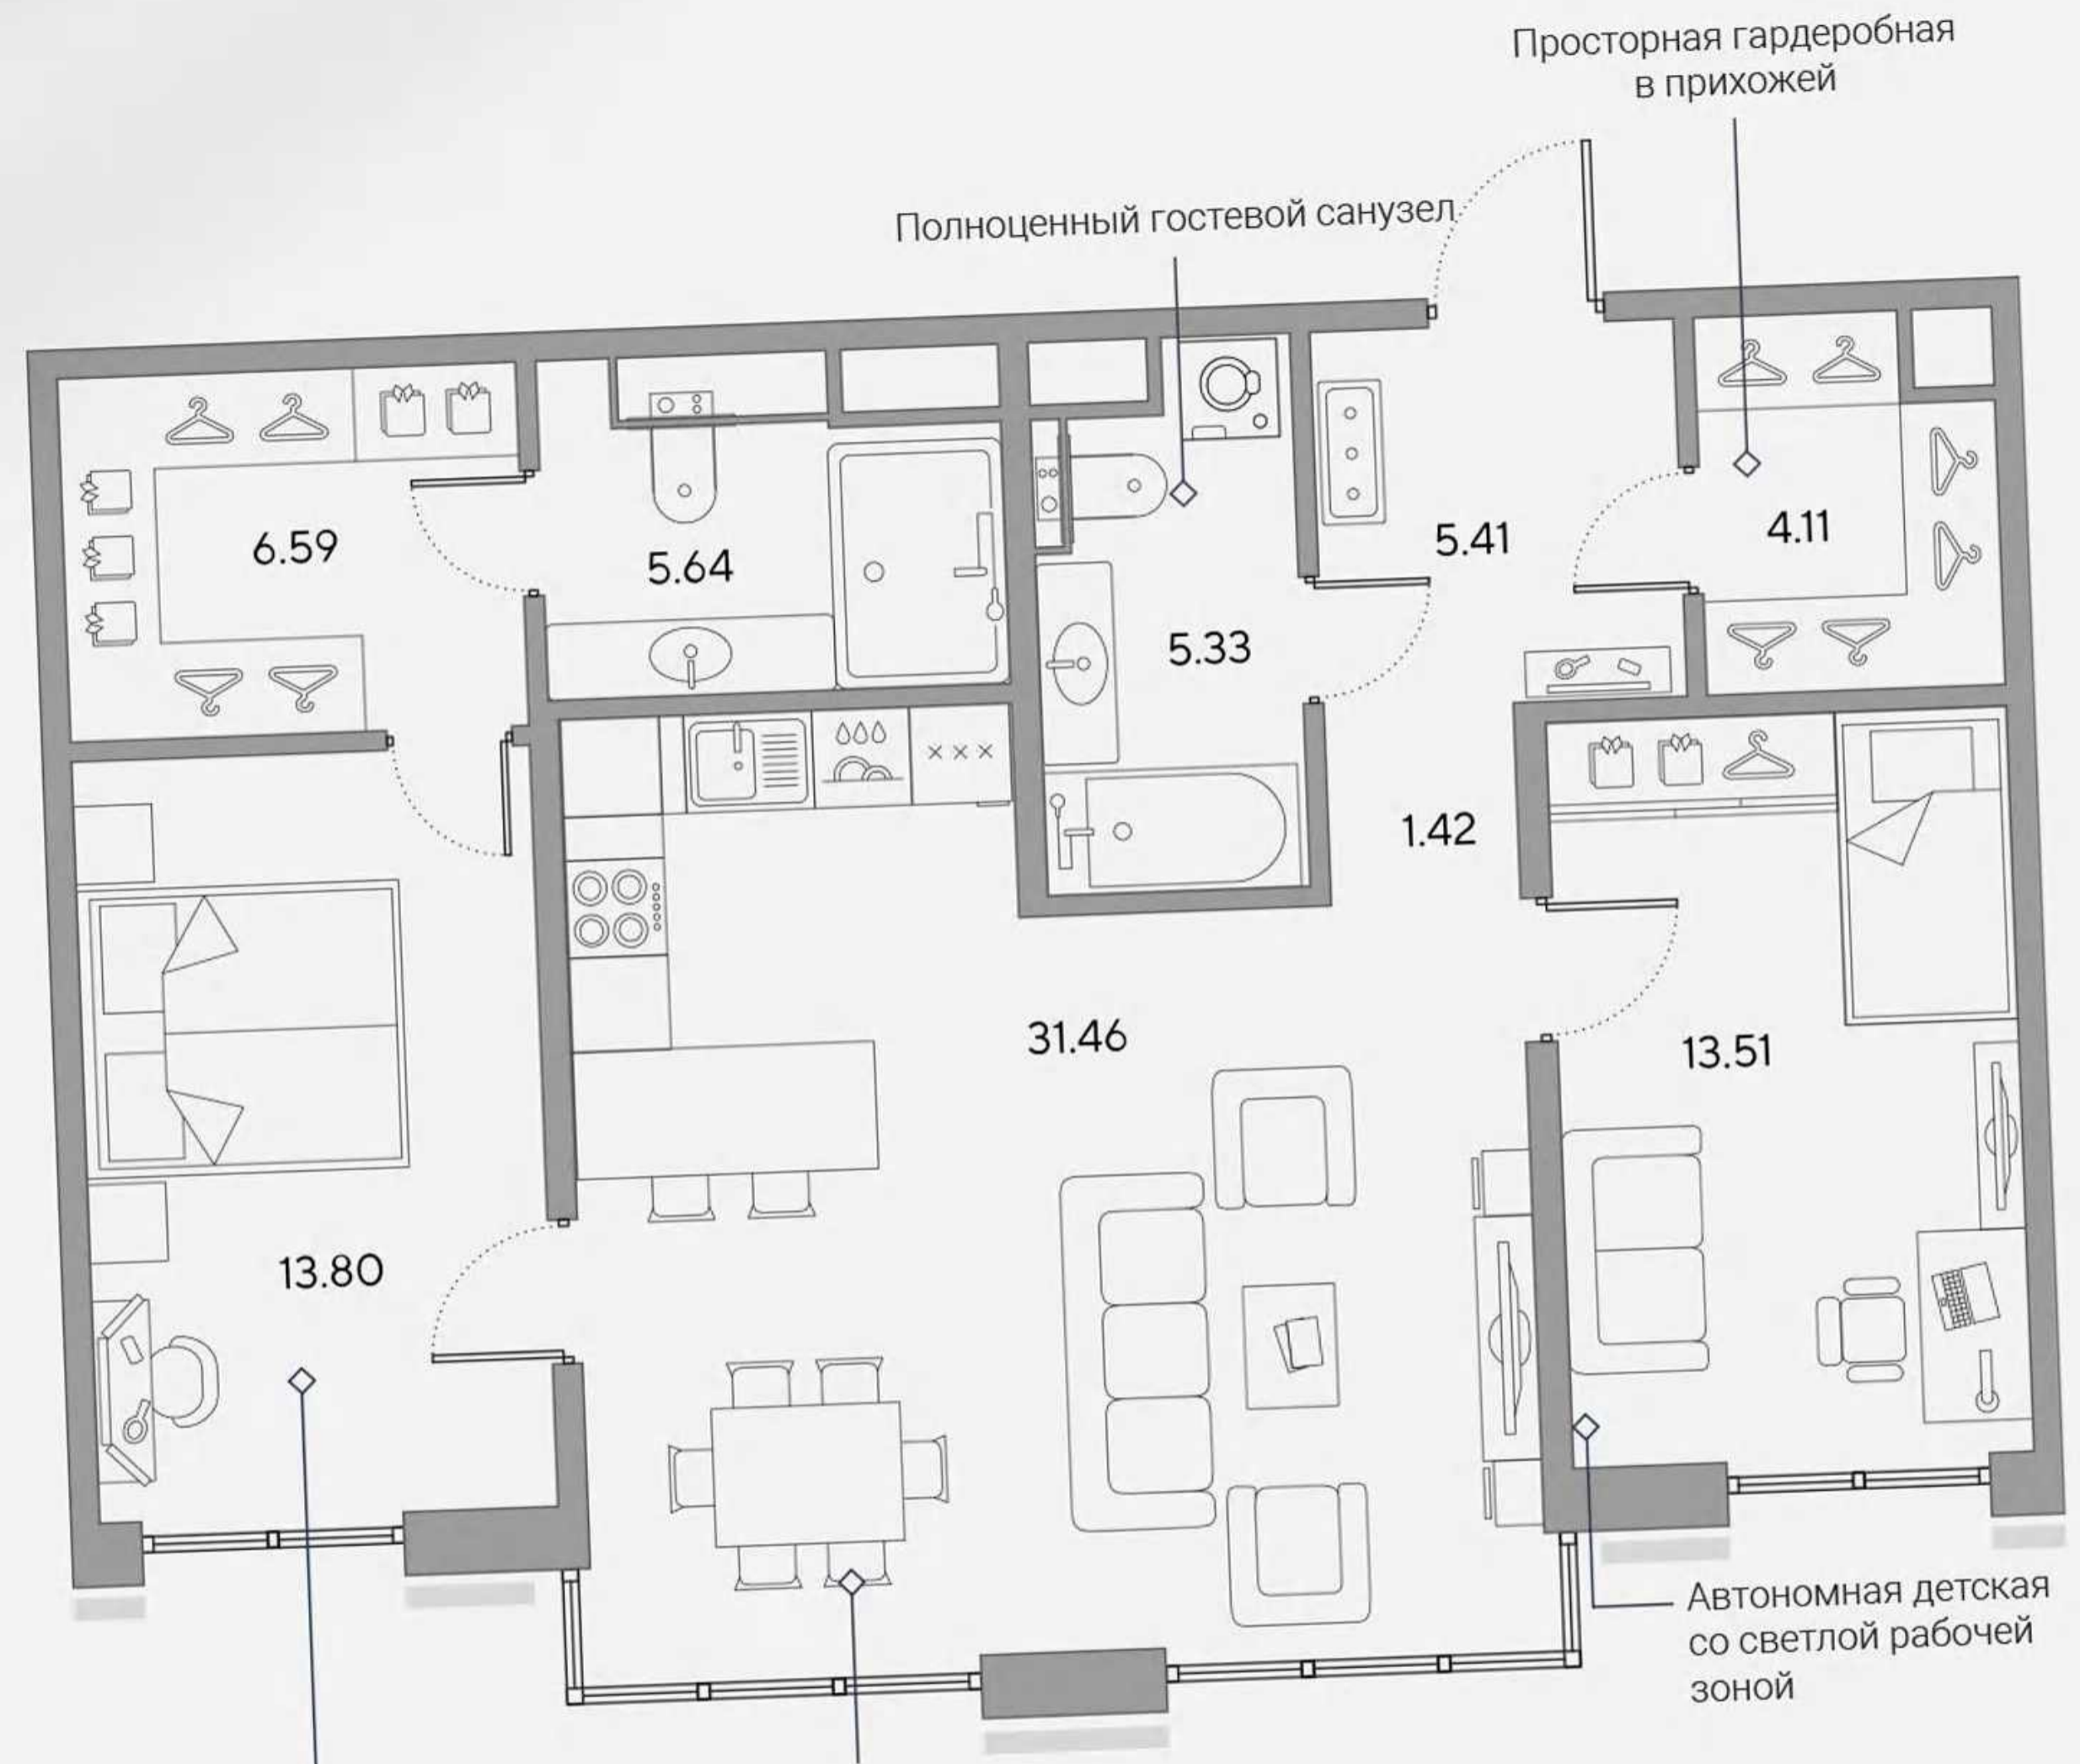 Просторная гардеробная
в прихожей
Полноценный гостевой санузел
6.59
5.64
5.41
4.11
5.33
1.42
31.46
13.51
13.80
Автономная детская
со светлой рабочей
зоной